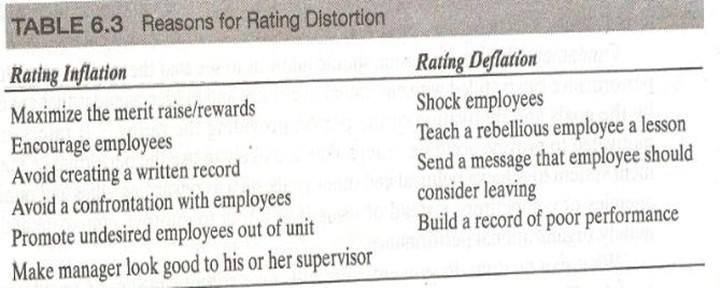 TABLE 6.3 Reasons for Rating Distortion
Rating Inflation
Maximize the merit raise/rewards
Encourage employees
Avoid creating a written record
Avoid a confrontation with employees
Promote undesired employees out of unit
Make manager look good to his or her supervisor
Rating Deflation
Shock employees
Teach a rebellious employee a lesson
Send a message that employee should
consider leaving
Build a record of poor performance